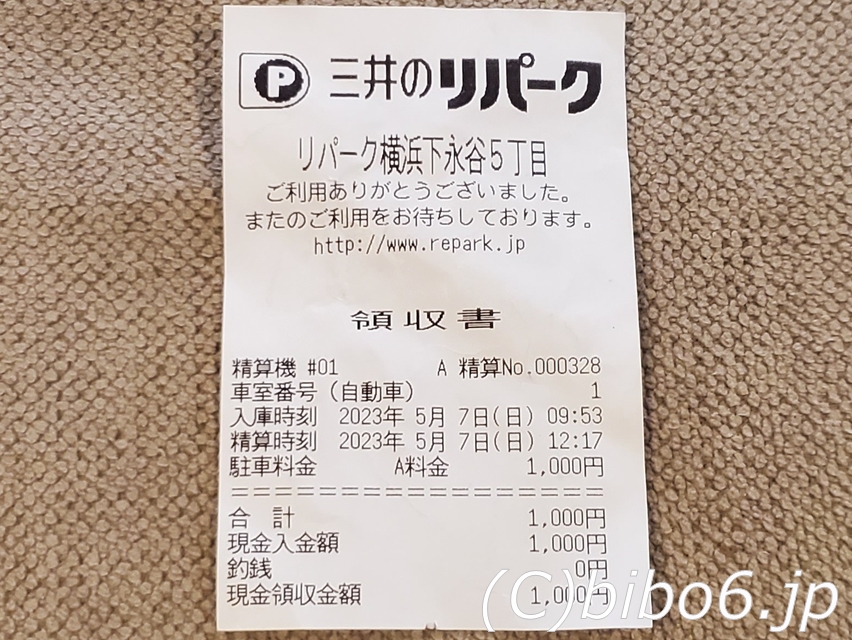 P 三井のリパーク
リパーク横浜下永谷5丁目
ご利用ありがとうございました。
またのご利用をお待ちしております。
http://www.repark.jp
領収書
精算機 #01 A 精算No.000328
車室番号(自動車) 1
入庫時刻 2023年 5月 7日(日) 09:53
精算時刻 2023年 5月 7日(日) 12:17
駐車料金 A料金 1,000円
==================
合 計 1,000円
現金入金額 1,000円
釣銭 0円
現金領収金額 1,000円
(C)bibo6.jp